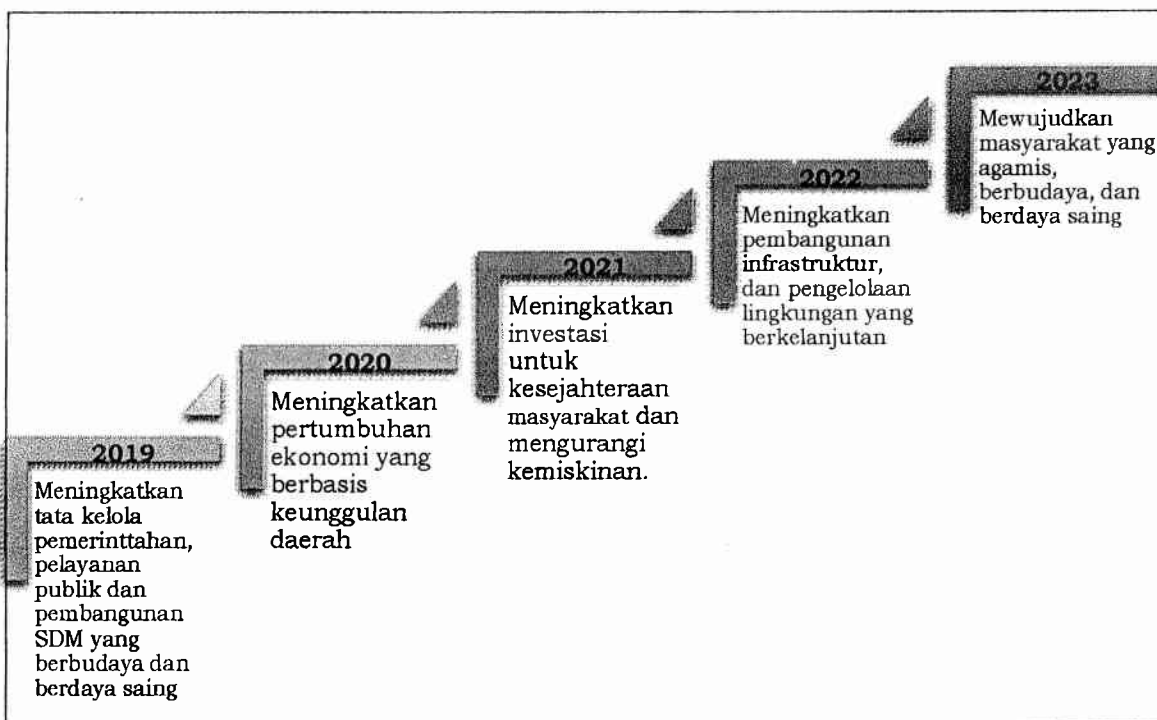 2019
Meningkatkan
tata kelola
pemerinttahan,
pelayanan
publik dan
pembangunan
SDM yang
berbudaya dan
berdaya saing
2020
Meningkatkan
pertumbuhan
ekonomi yang
berbasis
keunggulan
daerah
2021
Meningkatkan
investasi
untuk
kesejahteraan
masyarakat dan
mengurangi
kemiskinan.
2022
Meningkatkan
pembangunan
infrastruktur,
dan pengelolaan
lingkungan yang
berkelanjutan
2023
Mewujudkan
masyarakat yang
agamis,
berbudaya, dan
berdaya saing